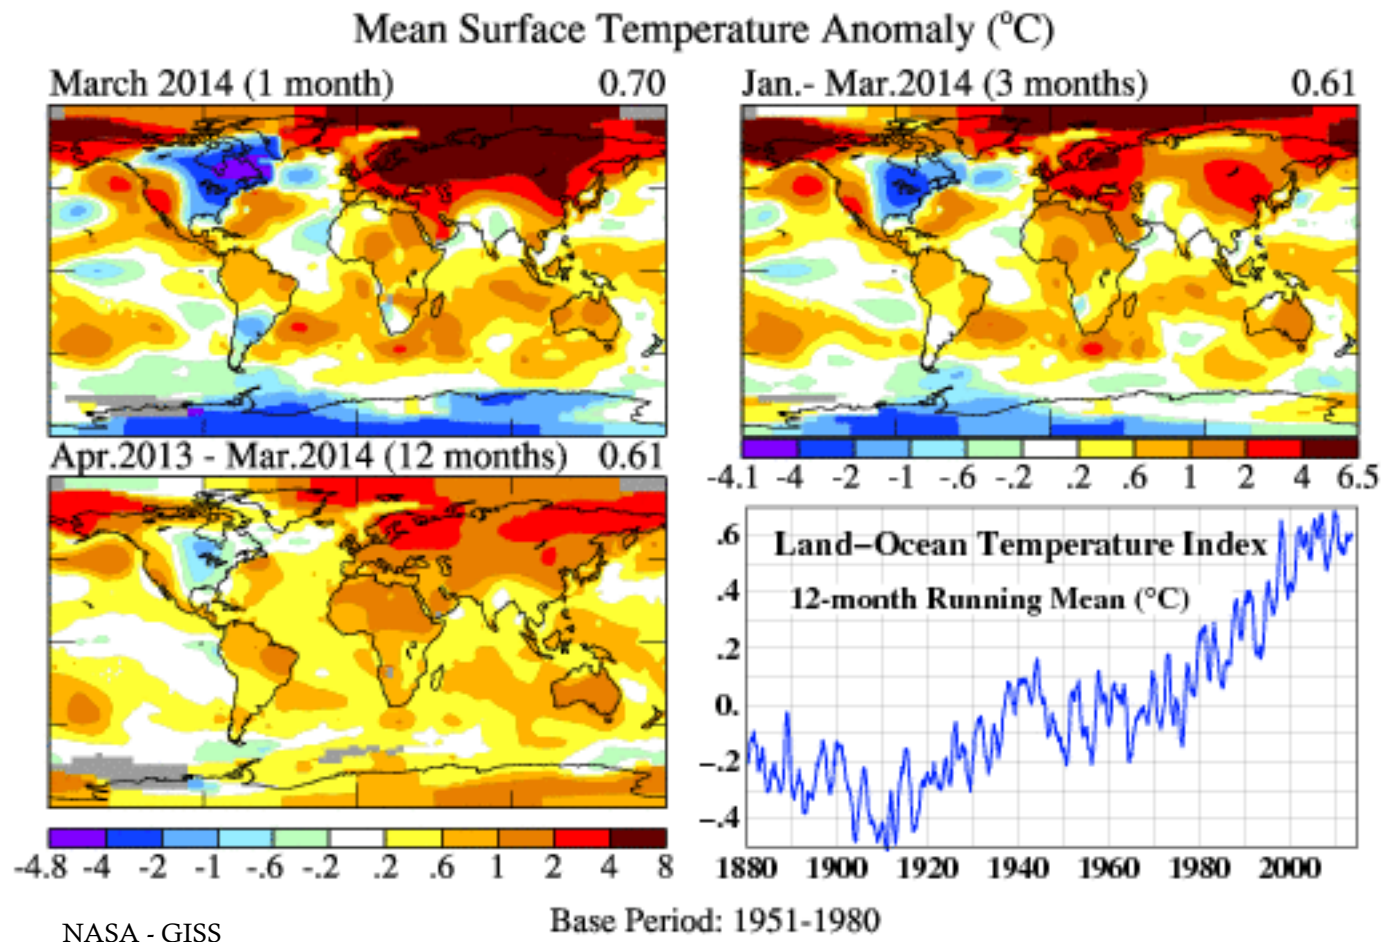 Mean Surface Temperature Anomaly (°C)
March 2014 (1 month) 0.70
Jan.- Mar.2014 (3 months) 0.61
Apr.2013 - Mar.2014 (12 months) 0.61
-4.1 -4 -2 -1 -.6 -.2 .2 .6 1 2 4 6.5
Land–Ocean Temperature Index
12-month Running Mean (°C)
.6
.4
.2
0.
−.2
−.4
1880 1900 1920 1940 1960 1980 2000
-4.8 -4 -2 -1 -.6 -.2 .2 .6 1 2 4 8
Base Period: 1951-1980
NASA - GISS